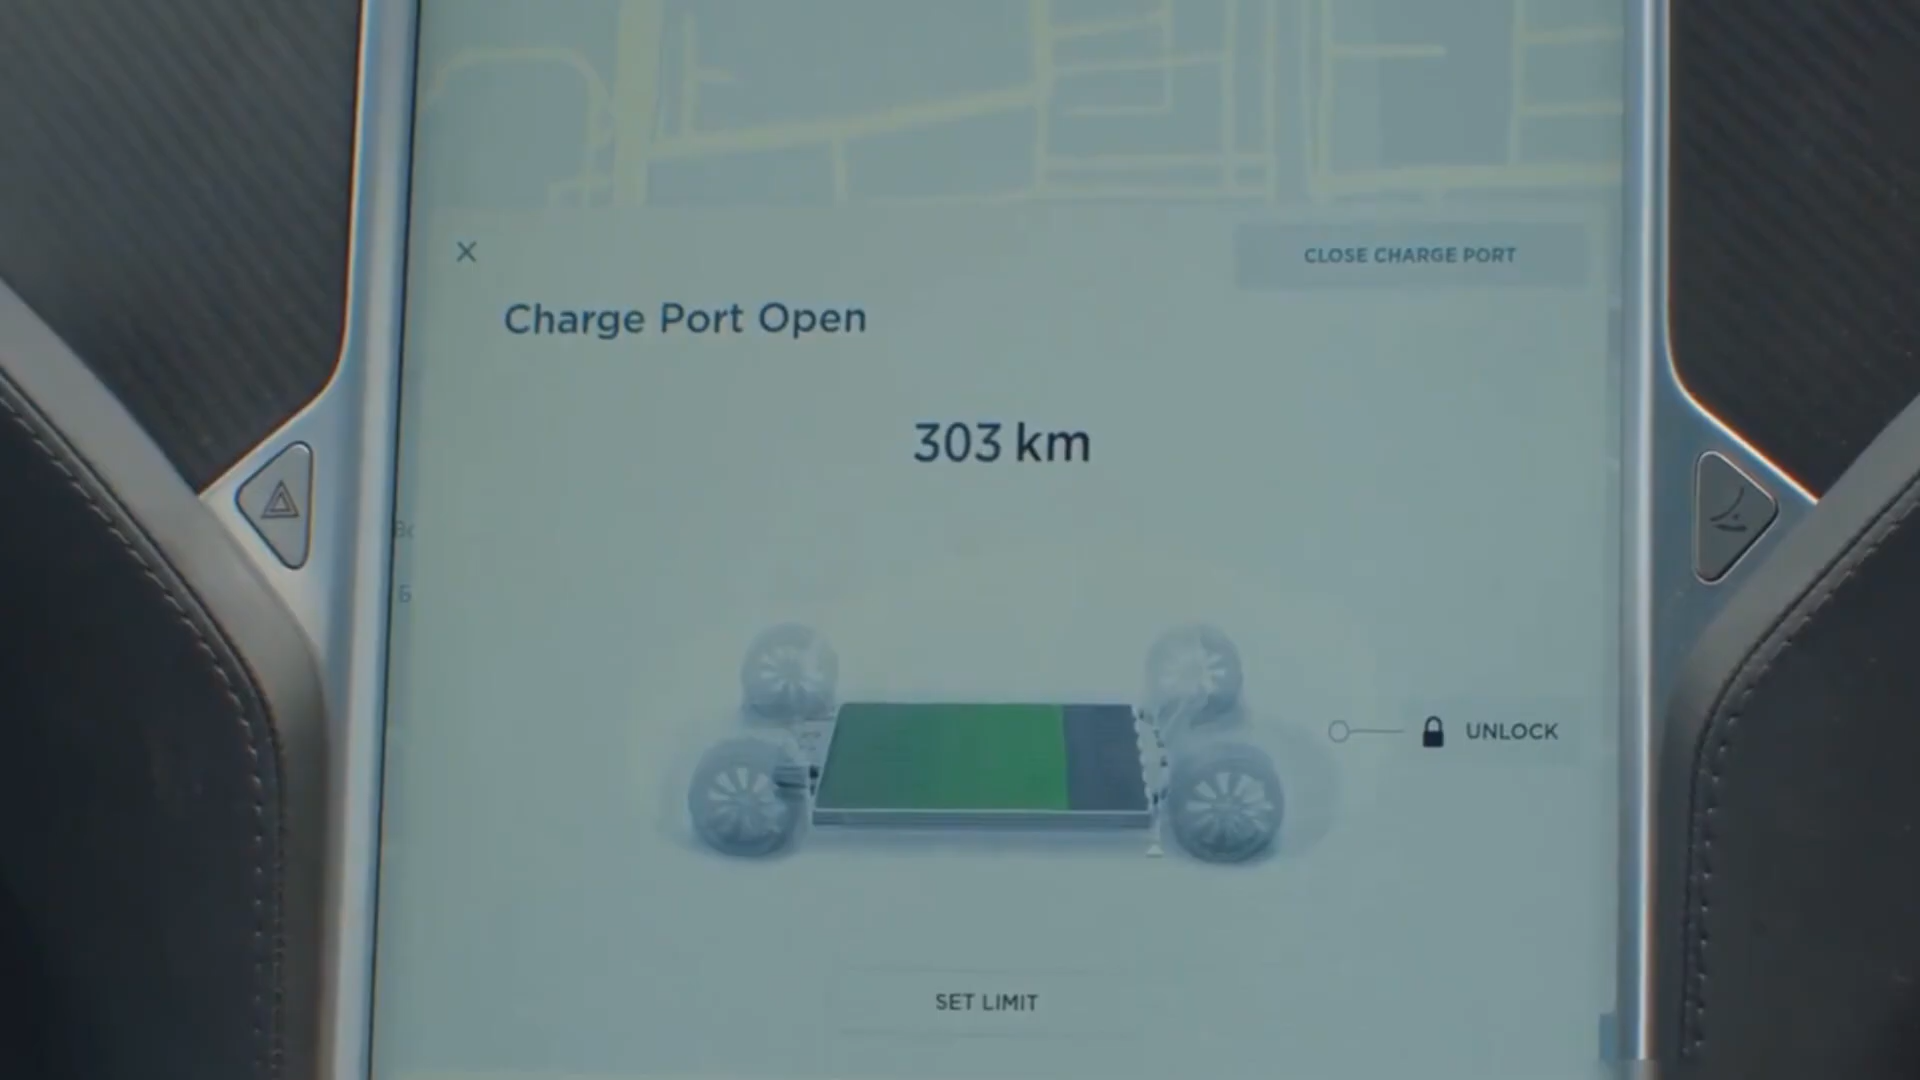 CLOSE CHARGE PORT
Charge Port Open
303 km
UNLOCK
SET LIMIT